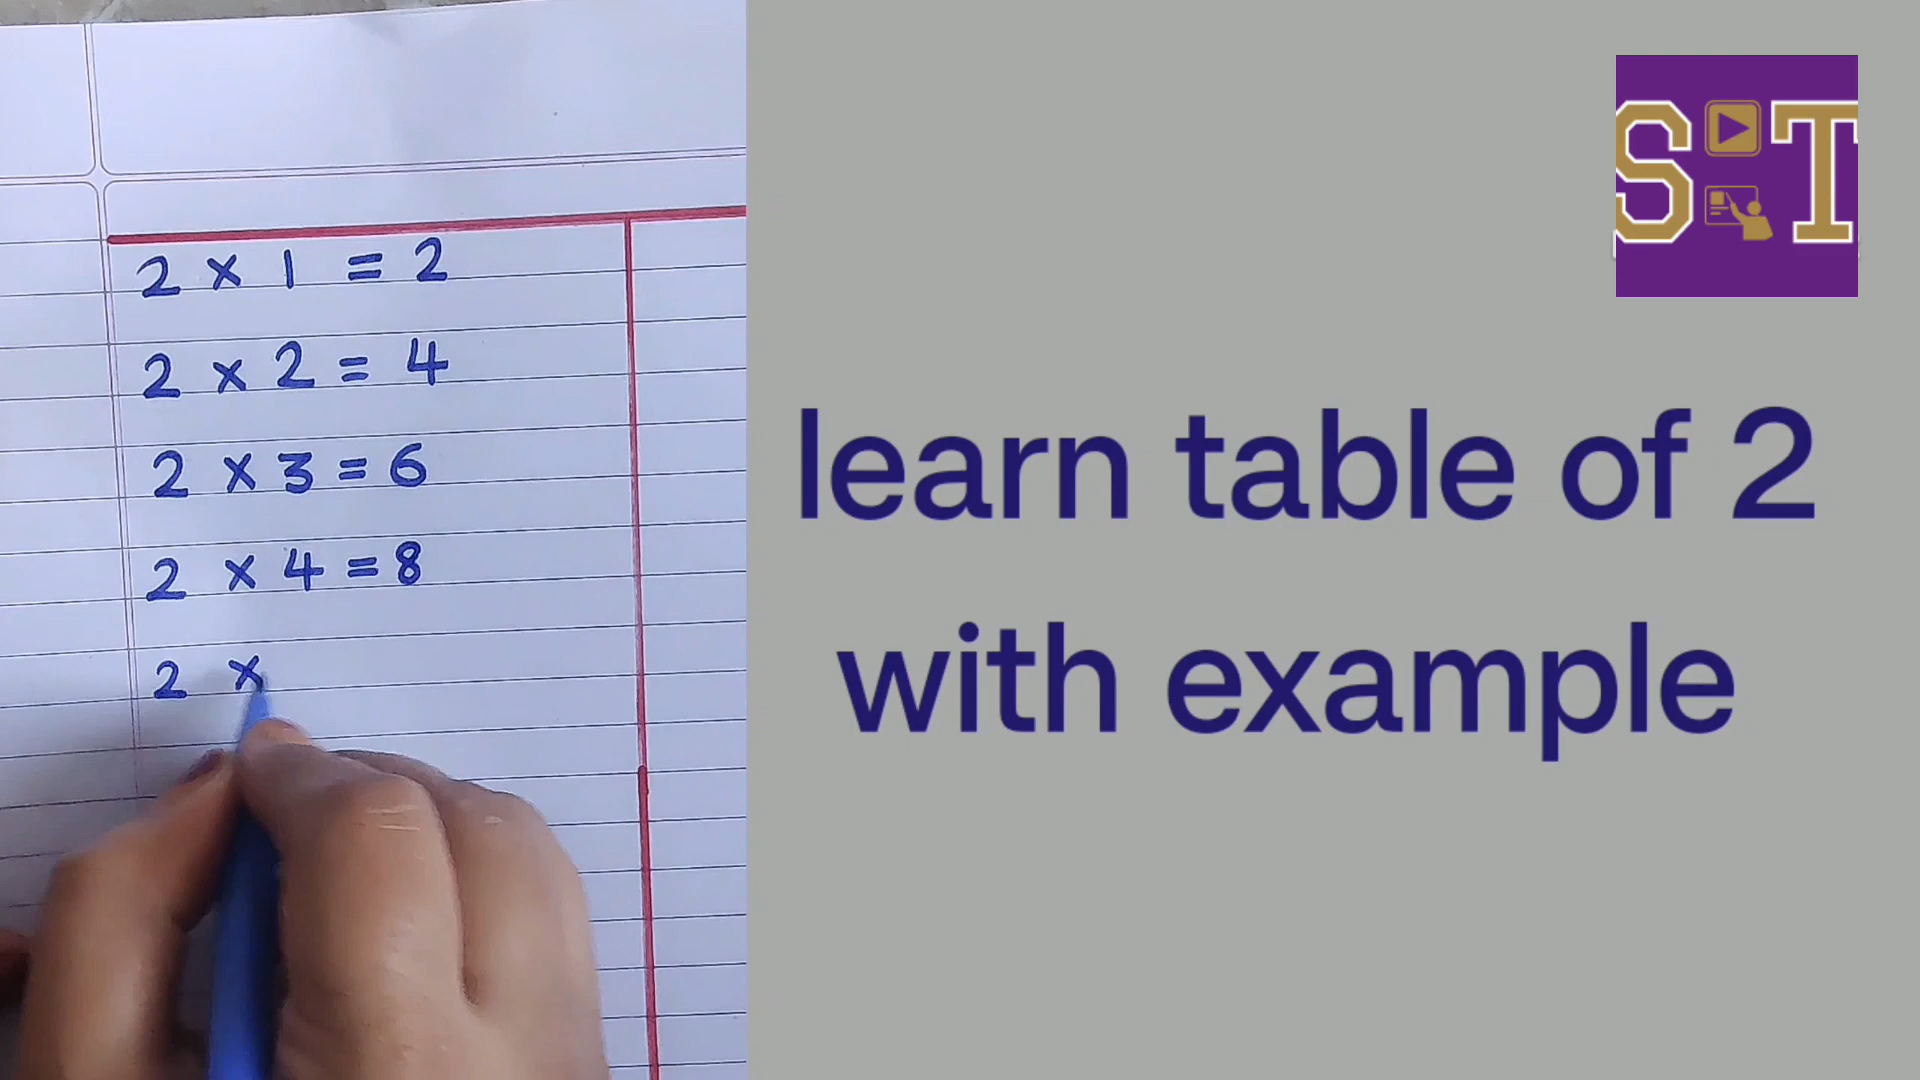 2 × 1 = 2
2 × 2 = 4
2 × 3 = 6
2 × 4 = 8
2 ×
S T
learn table of 2
with example